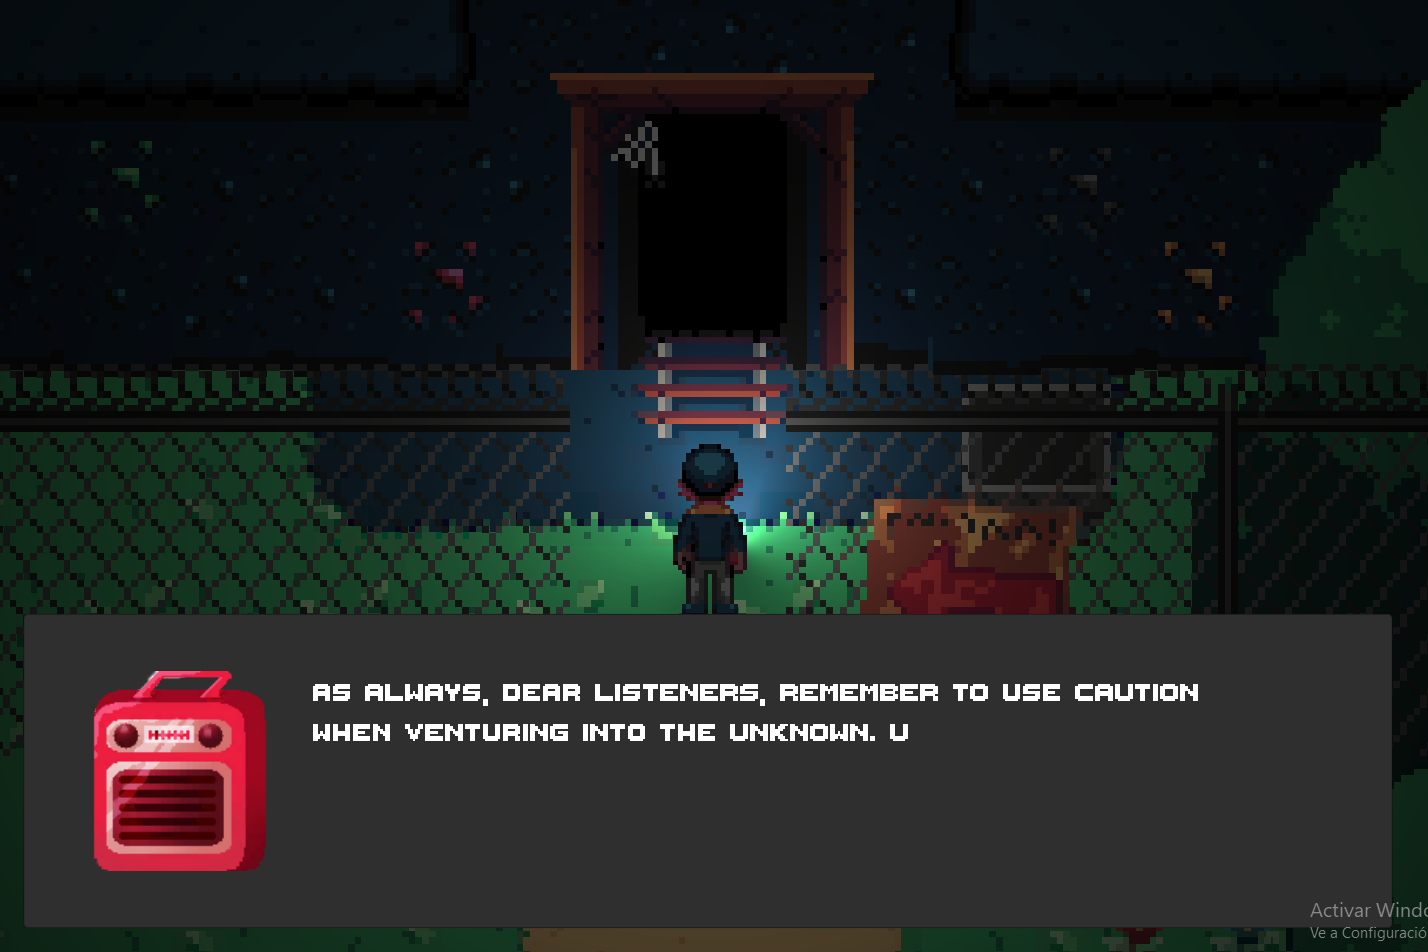 AS ALWAYS, DEAR LISTENERS, REMEMBER TO USE CAUTION
WHEN VENTURING INTO THE UNKNOWN. U
Activar Windo
Ve a Configuració